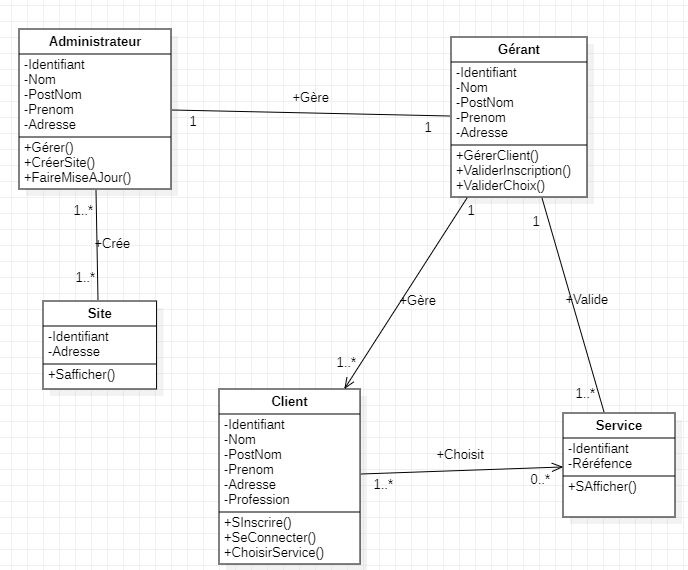 Administrateur
-Identifiant
-Nom
-PostNom
-Prenom
-Adresse
+Gérer()
+CréerSite()
+FaireMiseAJour()
+Gère
1
1
Gérant
-Identifiant
-Nom
-PostNom
-Prenom
-Adresse
+GérerClient()
+ValiderInscription()
+ValiderChoix()
1..*
+Crée
1..*
1
1
+Gère
+Valide
1..*
1..*
Site
-Identifiant
-Adresse
+Safficher()
Client
-Identifiant
-Nom
-PostNom
-Prenom
-Adresse
-Profession
+SInscrire()
+SeConnecter()
+ChoisirService()
+Choisit
1..*
0..*
Service
-Identifiant
-Réréfence
+SAfficher()